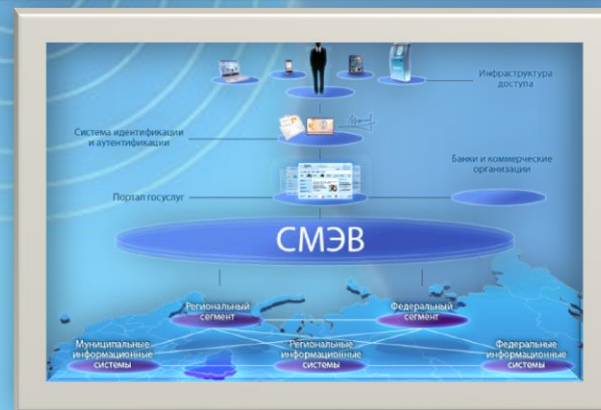 Инфраструктура
доступа
Система идентификации
и аутентификации
Банки и коммерческие
организации
Портал госуслуг
СМЭВ
Региональный
сегмент
Федеральный
сегмент
Муниципальные
информационные
системы
Региональные
информационные
системы
Федеральные
информационные
системы